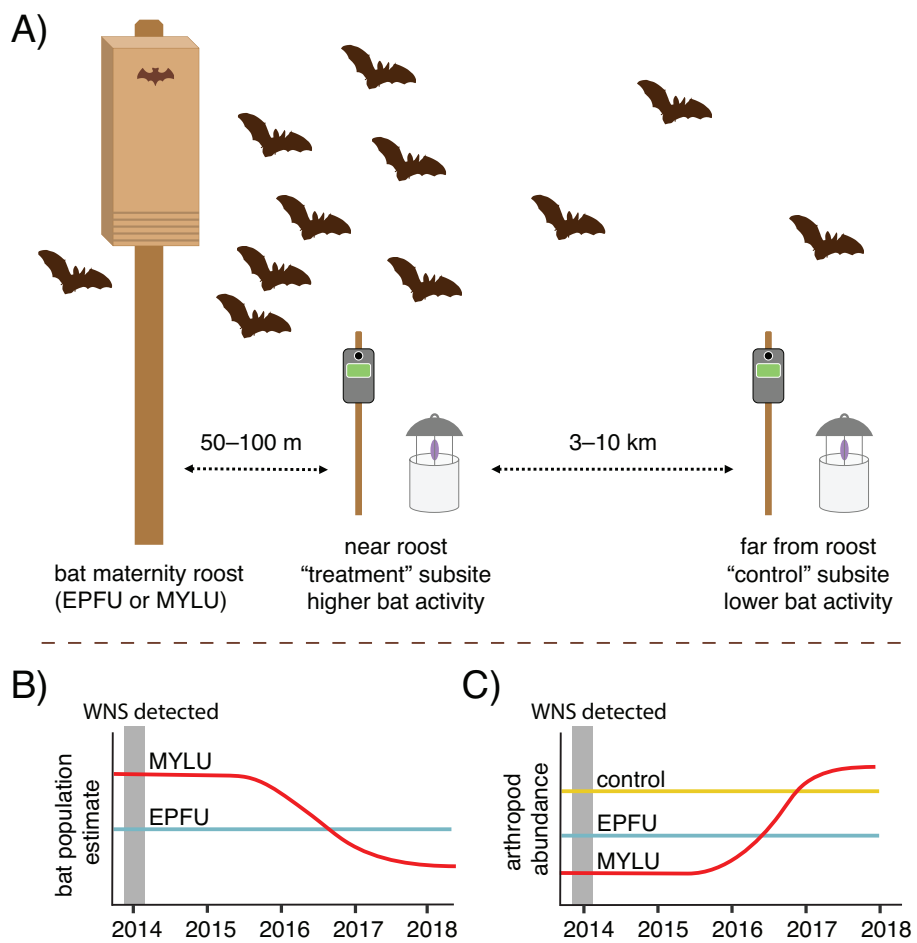 A)
50–100 m
3–10 km
bat maternity roost
(EPFU or MYLU)
near roost
“treatment” subsite
higher bat activity
far from roost
“control” subsite
lower bat activity
B)
WNS detected
MYLU
EPFU
bat population
estimate
2014 2015 2016 2017 2018
C)
WNS detected
control
EPFU
MYLU
arthropod
abundance
2014 2015 2016 2017 2018